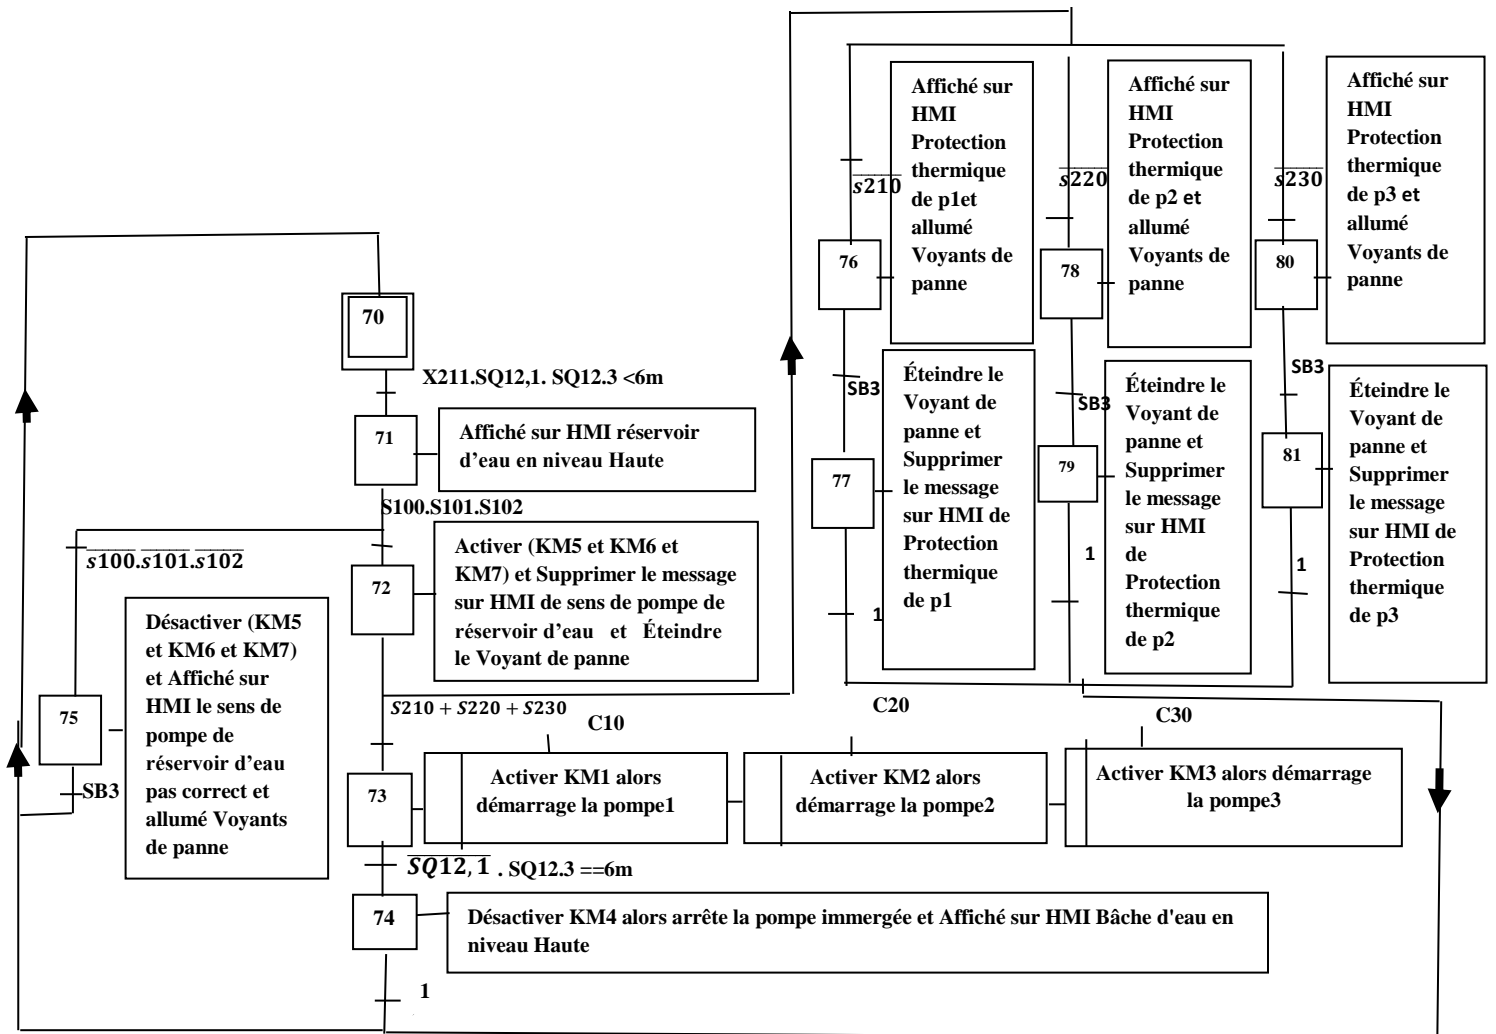 70
X211.SQ12,1. SQ12.3 <6m
71
Affiché sur HMI réservoir
d'eau en niveau Haute
S100.S101.S102
s100.s101.s102
72
Activer (KM5 et KM6 et
KM7) et Supprimer le message
sur HMI de sens de pompe de
réservoir d'eau et Éteindre
le Voyant de panne
75
Désactiver (KM5
et KM6 et KM7)
et Affiché sur
HMI le sens de
pompe de
réservoir d'eau
pas correct et
allumé Voyants
de panne
SB3
S210 + S220 + S230
73
C10
Activer KM1 alors
démarrage la pompe1
C20
Activer KM2 alors
démarrage la pompe2
C30
Activer KM3 alors démarrage
la pompe3
SQ12,1 . SQ12.3 ==6m
74
Désactiver KM4 alors arrête la pompe immergée et Affiché sur HMI Bâche d'eau en
niveau Haute
1
s210
76
Affiché sur
HMI
Protection
thermique
de p1et
allumé
Voyants de
panne
SB3
77
Éteindre le
Voyant de
panne et
Supprimer
le message
sur HMI de
Protection
thermique
de p1
1
s220
78
Affiché sur
HMI
Protection
thermique
de p2 et
allumé
Voyants de
panne
SB3
79
Éteindre le
Voyant de
panne et
Supprimer
le message
sur HMI
de
Protection
thermique
de p2
1
s230
80
Affiché sur
HMI
Protection
thermique
de p3 et
allumé
Voyants de
panne
SB3
81
Éteindre le
Voyant de
panne et
Supprimer
le message
sur HMI de
Protection
thermique
de p3
1